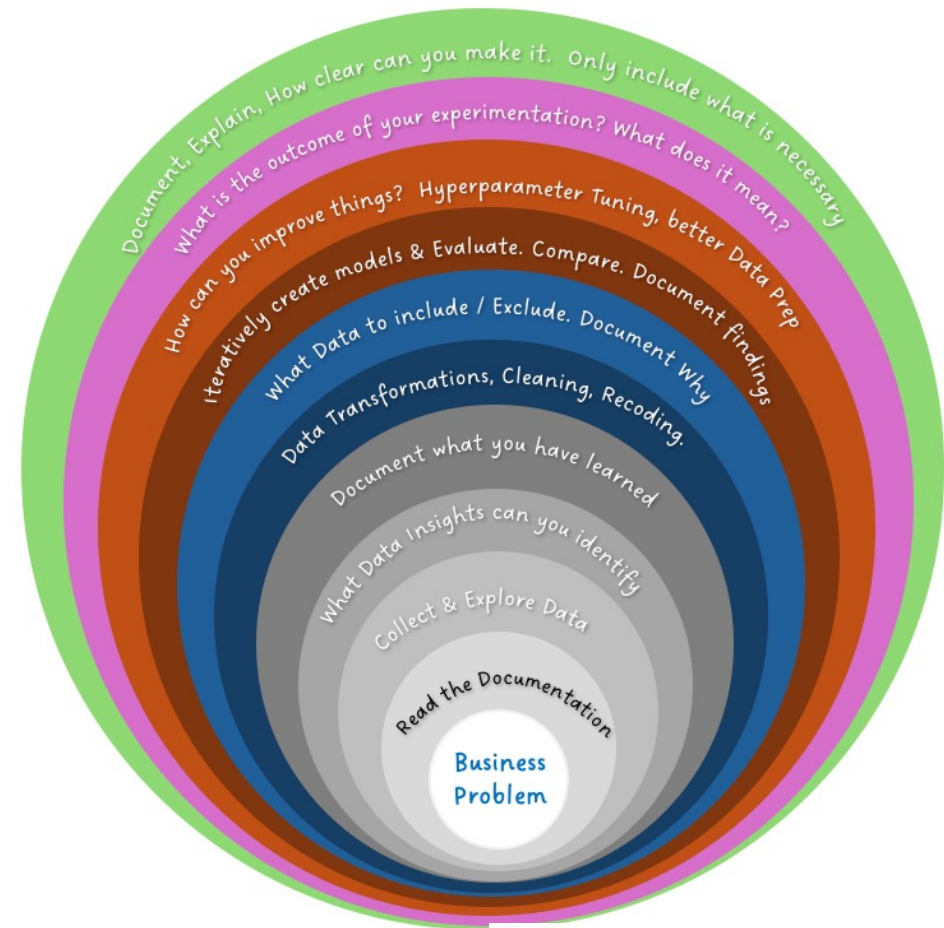 Document, Explain, How clear can you make it. Only include what is necessary
What is the outcome of your experimentation? What does it mean?
How can you improve things? Hyperparameter Tuning, better Data Prep
Iteratively create models & Evaluate. Compare. Document findings
What Data to include / Exclude. Document Why
Data Transformations, Cleaning, Recoding.
Document what you have learned
What Data Insights can you identify
Collect & Explore Data
Read the Documentation
Business
Problem